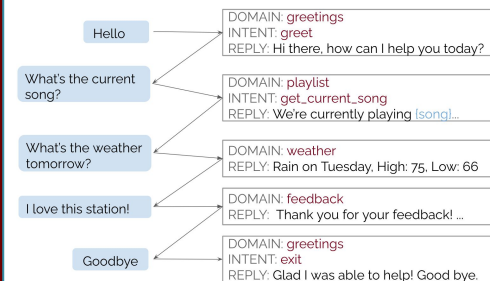 Hello
DOMAIN: greetings
INTENT: greet
REPLY: Hi there, how can I help you today?
What's the current
song?
DOMAIN: playlist
INTENT: get_current_song
REPLY: We're currently playing {song}...
What's the weather
tomorrow?
DOMAIN: weather
REPLY: Rain on Tuesday, High: 75, Low: 66
I love this station!
DOMAIN: feedback
REPLY: Thank you for your feedback! ...
Goodbye
DOMAIN: greetings
INTENT: exit
REPLY: Glad I was able to help! Good bye.